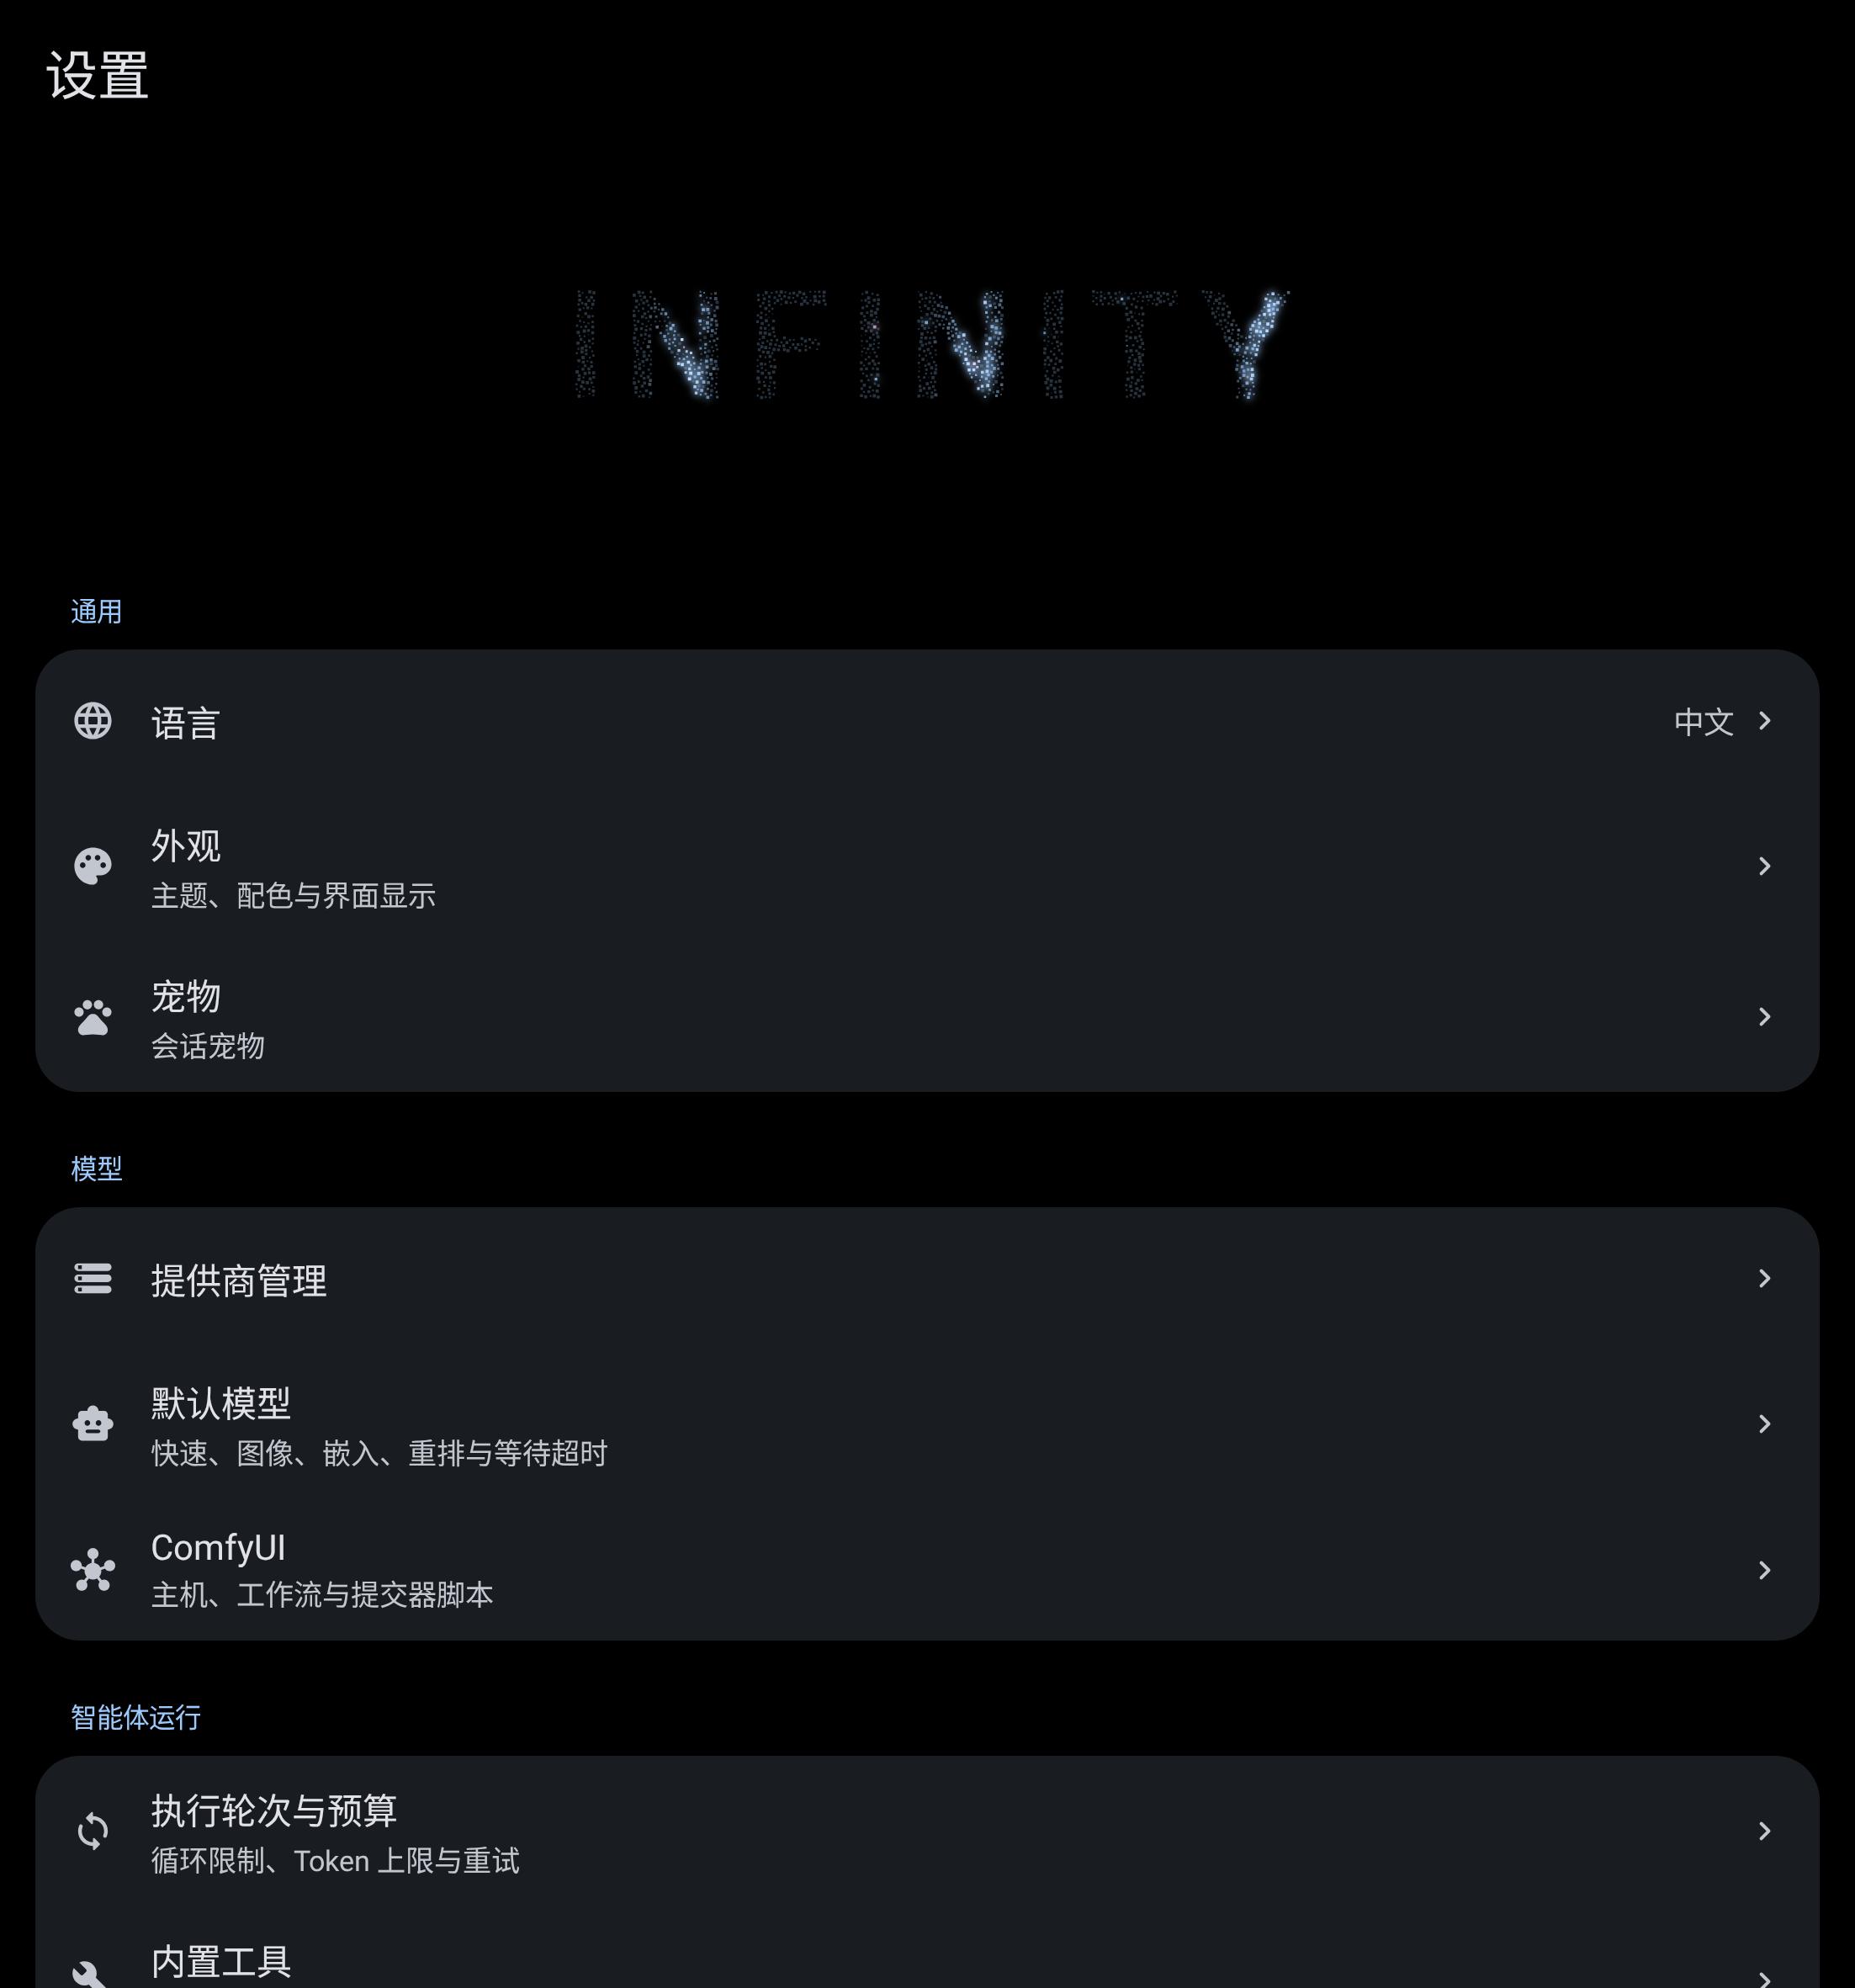 设置
INFINITY
通用
语言
中文
外观
主题、配色与界面显示
宠物
会话宠物
模型
提供商管理
默认模型
快速、图像、嵌入、重排与等待超时
ComfyUI
主机、工作流与提交器脚本
智能体运行
执行轮次与预算
循环限制、Token 上限与重试
内置工具